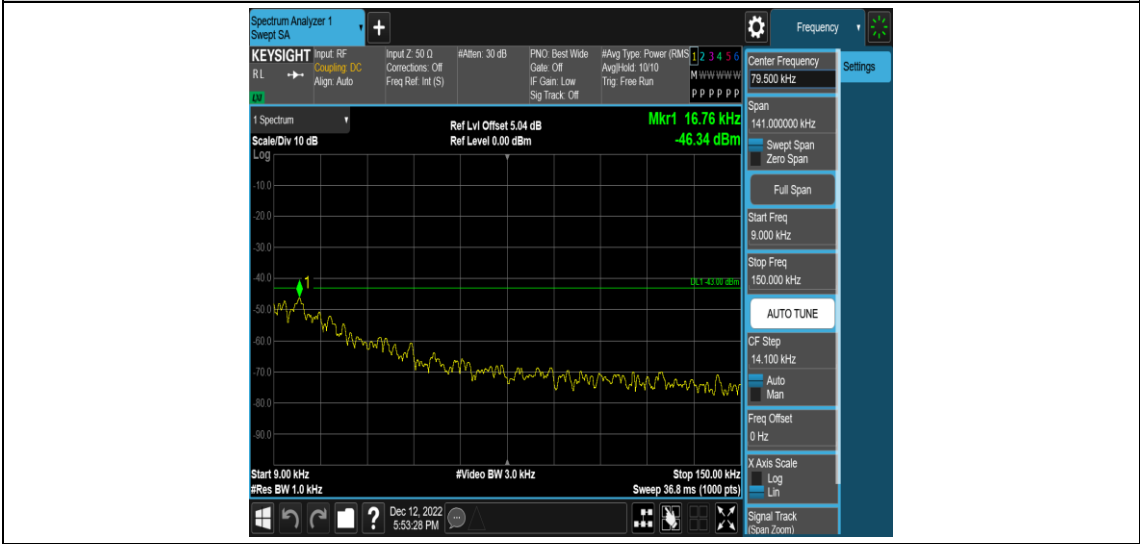 Spectrum Analyzer 1
Swept SA
Frequency
KEYSIGHT
RL
LXI
Input: RF
Coupling: DC
Align: Auto
Input Z: 50 Ω
Corrections: Off
Freq Ref: Int (S)
#Atten: 30 dB
PNO: Best Wide
Gate: Off
IF Gain: Low
Sig Track: Off
#Avg Type: Power (RMS
Avg|Hold: 10/10
Trig: Free Run
1 2 3 4 5 6
M W W W W W
P P P P P P
1 Spectrum
Scale/Div 10 dB
Log
Ref Lvl Offset 5.04 dB
Ref Level 0.00 dBm
Mkr1 16.76 kHz
-46.34 dBm
-10.0
-20.0
-30.0
-40.0
-50.0
-60.0
-70.0
-80.0
-90.0
1
DL1 -43.00 dBm
Start 9.00 kHz
#Res BW 1.0 kHz
#Video BW 3.0 kHz
Stop 150.00 kHz
Sweep 36.8 ms (1000 pts)
Dec 12, 2022
5:53:28 PM
Center Frequency
79.500 kHz
Settings
Span
141.000000 kHz
Swept Span
Zero Span
Full Span
Start Freq
9.000 kHz
Stop Freq
150.000 kHz
AUTO TUNE
CF Step
14.100 kHz
Auto
Man
Freq Offset
0 Hz
X Axis Scale
Log
Lin
Signal Track
(Span Zoom)